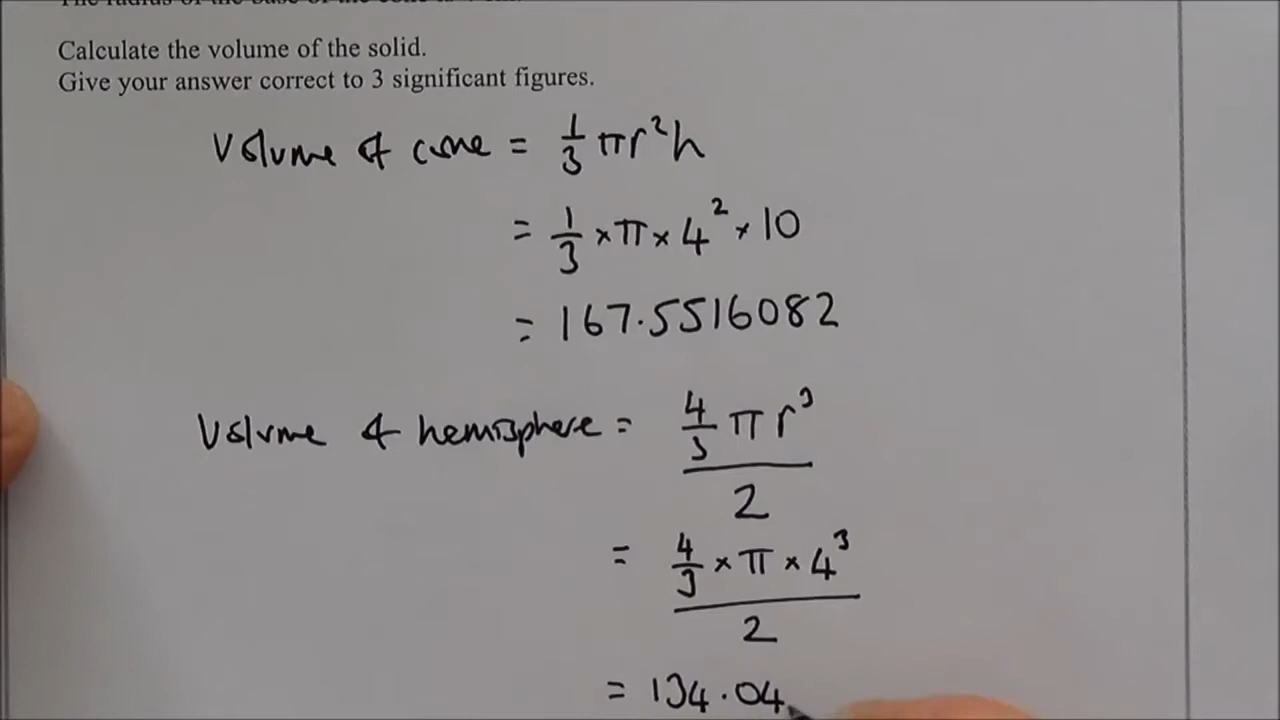 Calculate the volume of the solid.
Give your answer correct to 3 significant figures.
Volume of cone = 1/3 πr²h
= 1/3 × π × 4² × 10
= 167.5516082
Volume of hemisphere = 4/3 π r³
2
= 4/3 × π × 4³
2
= 134.04